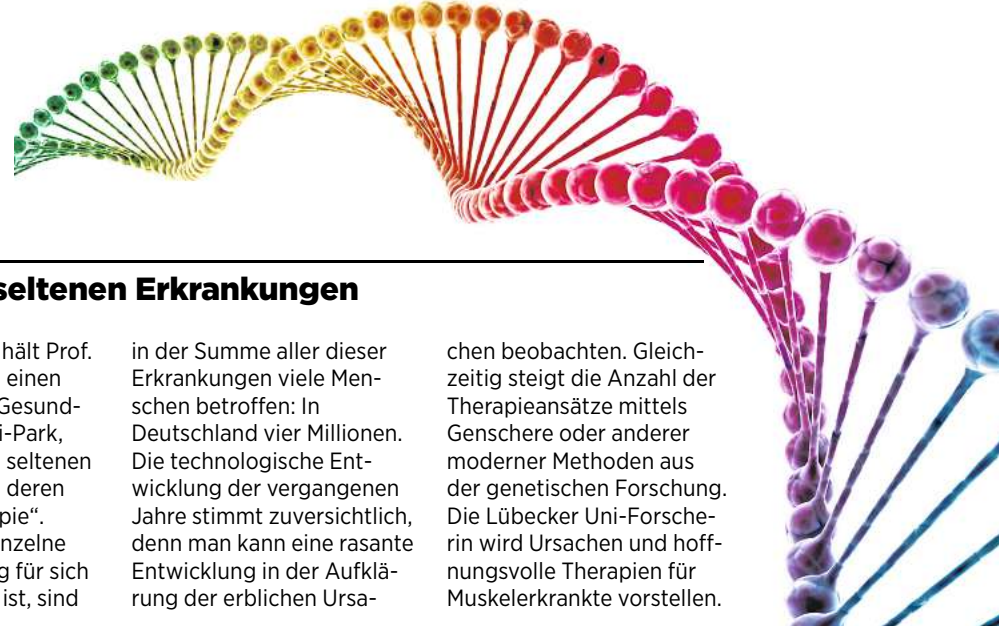 seltenen Erkrankungen
hält Prof.
einen
Gesund-
i-Park,
seltenen
deren
pie“.
nzelne
g für sich
ist, sind
in der Summe aller dieser
Erkrankungen viele Men-
schen betroffen: In
Deutschland vier Millionen.
Die technologische Ent-
wicklung der vergangenen
Jahre stimmt zuversichtlich,
denn man kann eine rasante
Entwicklung in der Aufklä-
rung der erblichen Ursa-
chen beobachten. Gleich-
zeitig steigt die Anzahl der
Therapieansätze mittels
Genschere oder anderer
moderner Methoden aus
der genetischen Forschung.
Die Lübecker Uni-Forsche-
rin wird Ursachen und hoff-
nungsvolle Therapien für
Muskelerkrankte vorstellen.